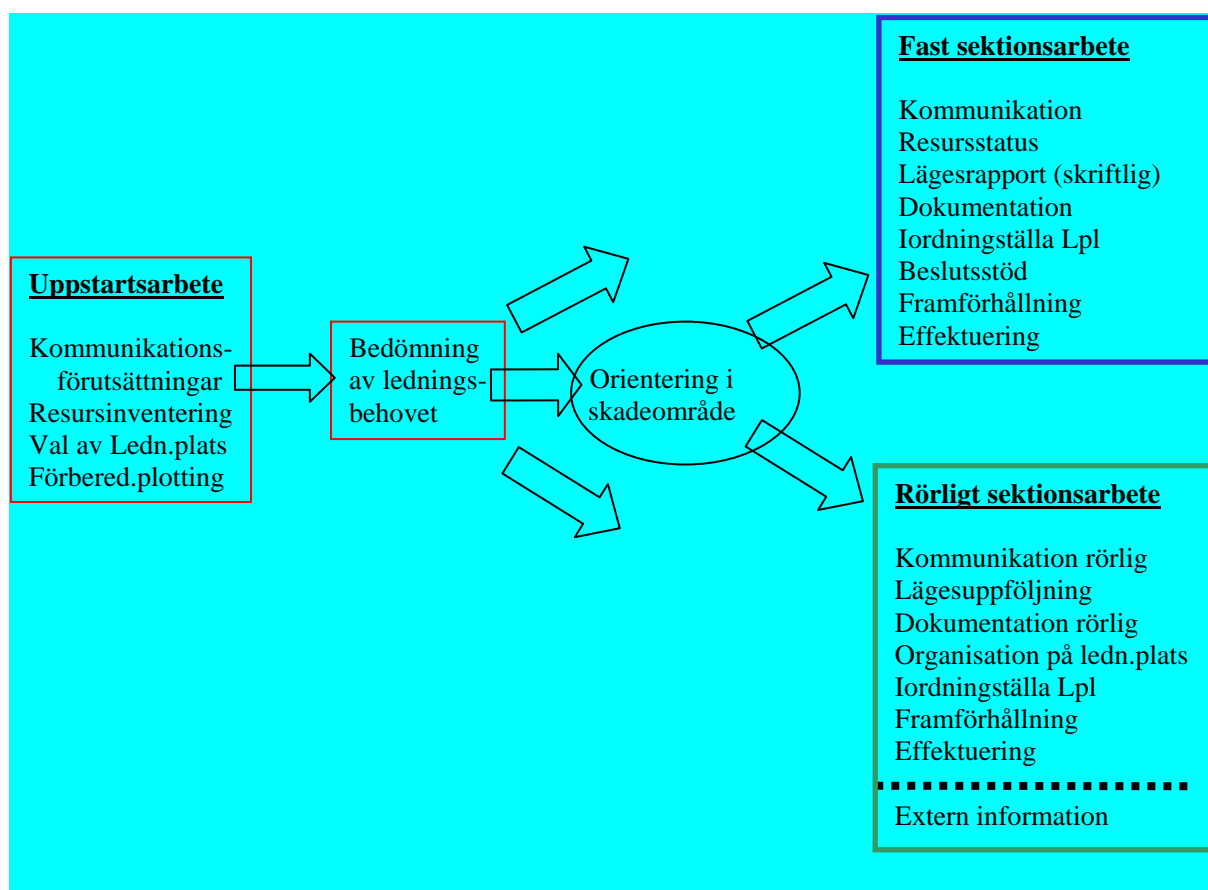 Uppstartsarbete
Kommunikations-
förutsättningar
Resursinventering
Val av Ledn.plats
Förbered.plotting
Bedömning
av lednings-
behovet
Orientering i
skadeområde
Fast sektionsarbete
Kommunikation
Resursstatus
Lägesrapport (skriftlig)
Dokumentation
Iordningställa Lpl
Beslutsstöd
Framförhållning
Effektuering
Rörligt sektionsarbete
Kommunikation rörlig
Lägesuppföljning
Dokumentation rörlig
Organisation på ledn.plats
Iordningställa Lpl
Framförhållning
Effektuering
Extern information